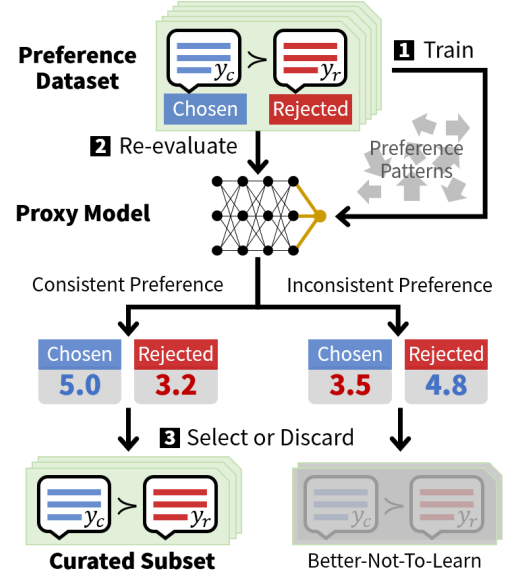 Preference
Dataset
y_c ≻ y_r
Chosen Rejected
1 Train
2 Re-evaluate
Preference
Patterns
Proxy Model
Consistent Preference
Inconsistent Preference
Chosen Rejected
5.0 3.2
Chosen Rejected
3.5 4.8
3 Select or Discard
y_c ≻ y_r
y_c ≻ y_r
Curated Subset
Better-Not-To-Learn